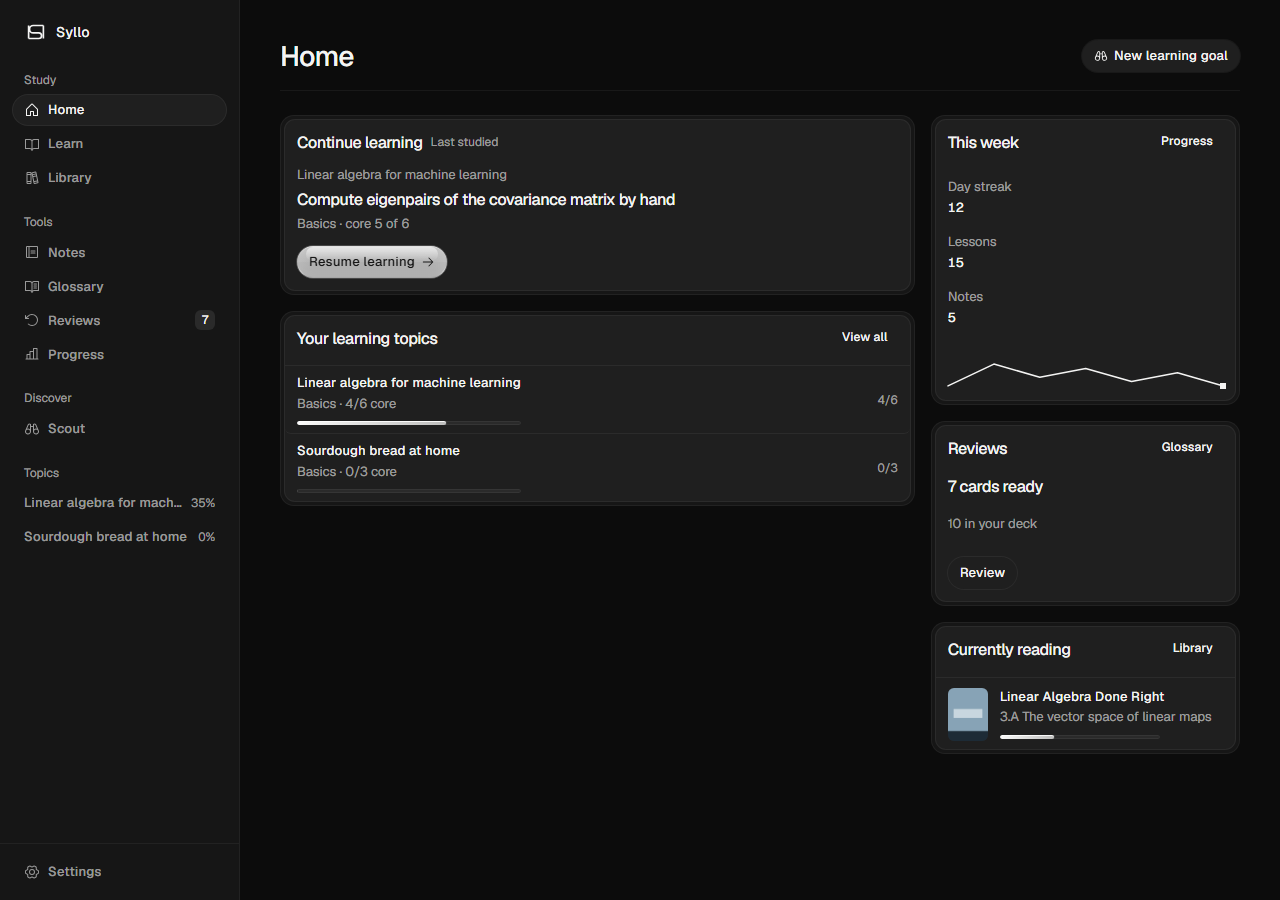 Syllo
Study
Home
Learn
Library
Tools
Notes
Glossary
Reviews 7
Progress
Discover
Scout
Topics
Linear algebra for mach... 35%
Sourdough bread at home 0%
Settings
Home
New learning goal
Continue learning Last studied
Linear algebra for machine learning
Compute eigenpairs of the covariance matrix by hand
Basics · core 5 of 6
Resume learning →
Your learning topics View all
Linear algebra for machine learning
Basics · 4/6 core
4/6
Sourdough bread at home
Basics · 0/3 core
0/3
This week Progress
Day streak
12
Lessons
15
Notes
5
Reviews Glossary
7 cards ready
10 in your deck
Review
Currently reading Library
Linear Algebra Done Right
3.A The vector space of linear maps